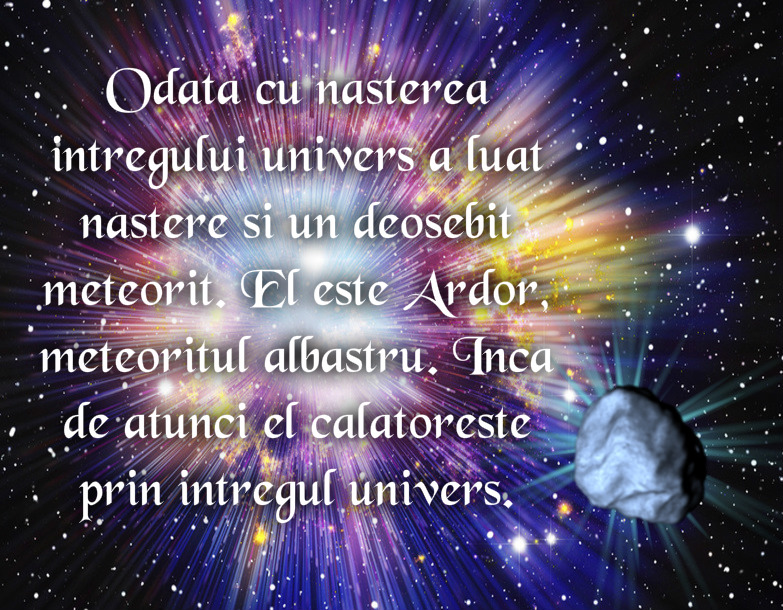 Odata cu nasterea
intregului univers a luat
nastere si un deosebit
meteorit. El este Ardor,
meteoritul albastru. Inca
de atunci el calatoreste
prin intregul univers.